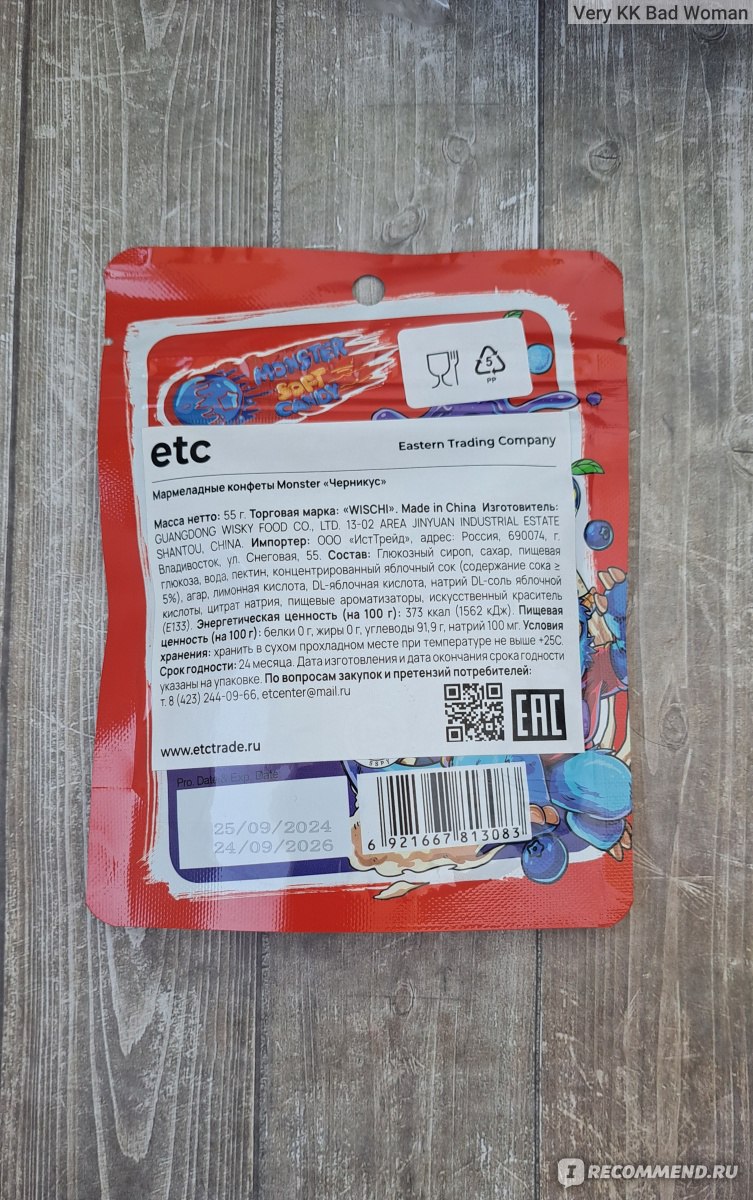 Very KK Bad Woman
MONSTER
SOFT
CANDY
5
PP
etc
Eastern Trading Company
Мармеладные конфеты Monster «Черникус»
Масса нетто: 55 г. Торговая марка: «WISCHI». Made in China Изготовитель:
GUANGDONG WISKY FOOD CO., LTD. 13-02 AREA JINYUAN INDUSTRIAL ESTATE
SHANTOU, CHINA. Импортер: ООО «ИстТрейд», адрес: Россия, 690074, г.
Владивосток, ул. Снеговая, 55. Состав: Глюкозный сироп, сахар, пищевая
глюкоза, вода, пектин, концентрированный яблочный сок (содержание сока ≥
5%), агар, лимонная кислота, DL-яблочная кислота, натрий DL-соль яблочной
кислоты, цитрат натрия, пищевые ароматизаторы, искусственный краситель
(E133). Энергетическая ценность (на 100 г): 373 ккал (1562 кДж). Пищевая
ценность (на 100 г): белки 0 г, жиры 0 г, углеводы 91,9 г, натрий 100 мг. Условия
хранения: хранить в сухом прохладном месте при температуре не выше +25С.
Срок годности: 24 месяца. Дата изготовления и дата окончания срока годности
указаны на упаковке. По вопросам закупок и претензий потребителей:
т. 8 (423) 244-09-66, etcenter@mail.ru
EAC
www.etctrade.ru
Pro. Date & Exp. Date
25/09/2024
24/09/2026
6 921667 813083
RECOMMEND.RU